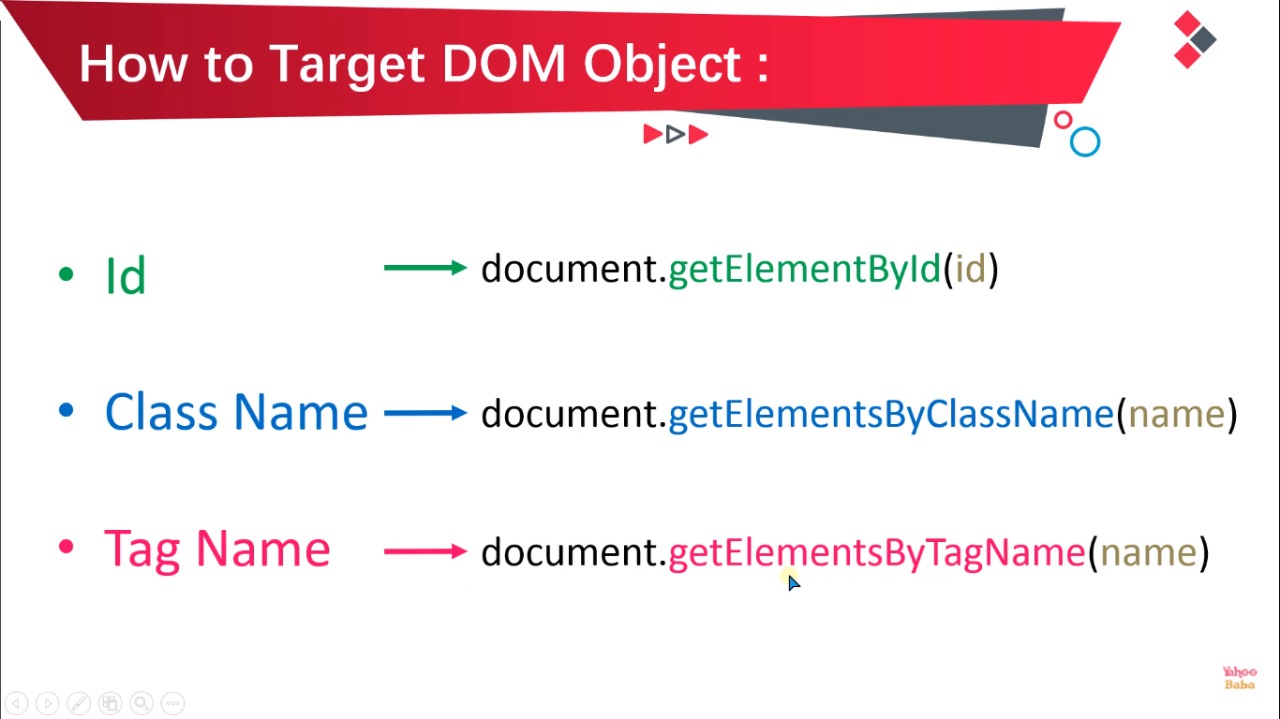 How to Target DOM Object :
• Id document.getElementById(id)
• Class Name document.getElementsByClassName(name)
• Tag Name document.getElementsByTagName(name)
Yahoo
Baba